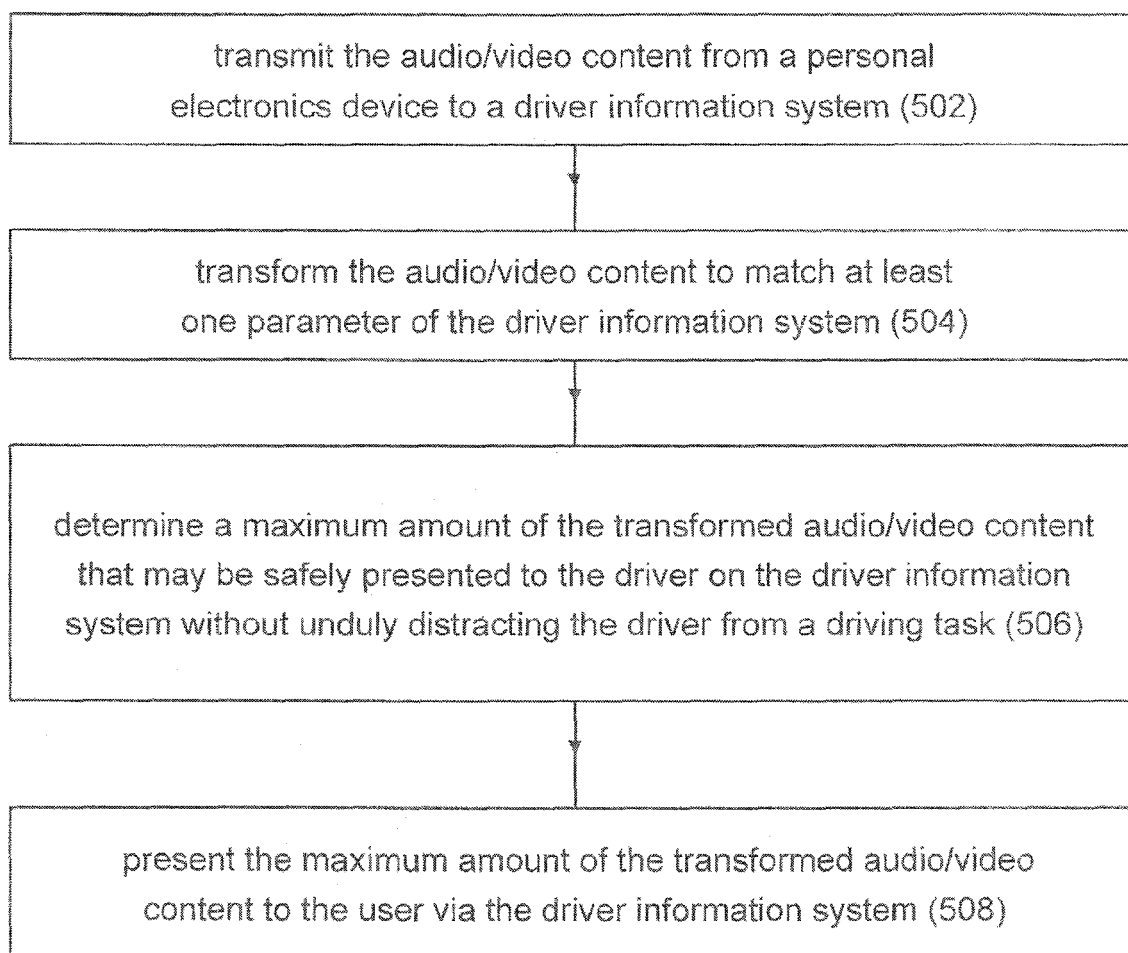 transmit the audio/video content from a personal
electronics device to a driver information system (502)
transform the audio/video content to match at least
one parameter of the driver information system (504)
determine a maximum amount of the transformed audio/video content
that may be safely presented to the driver on the driver information
system without unduly distracting the driver from a driving task (506)
present the maximum amount of the transformed audio/video
content to the user via the driver information system (508)